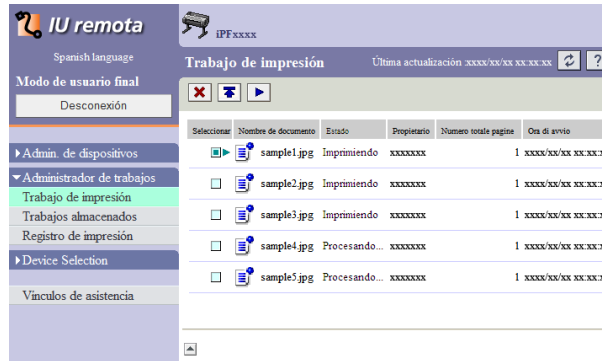 IU remota
iPFxxxx
Spanish language
Modo de usuario final
Desconexión
Trabajo de impresión
Última actualización :xxxx/xx/xx xx:xx:xx
?
Seleccionar Nombre de documento Estado Propietario Numero totale pagine Ora di avvio
sample1.jpg Imprimiendo xxxxxxx 1 xxxx/xx/xx xx:xx:x
sample2.jpg Imprimiendo xxxxxxx 1 xxxx/xx/xx xx:xx:x
sample3.jpg Imprimiendo xxxxxxx 1 xxxx/xx/xx xx:xx:x
sample4.jpg Procesando... xxxxxxx 1 xxxx/xx/xx xx:xx:x
sample5.jpg Procesando... xxxxxxx 1 xxxx/xx/xx xx:xx:x
Admin. de dispositivos
Administrador de trabajos
Trabajo de impresión
Trabajos almacenados
Registro de impresión
Device Selection
Vínculos de asistencia